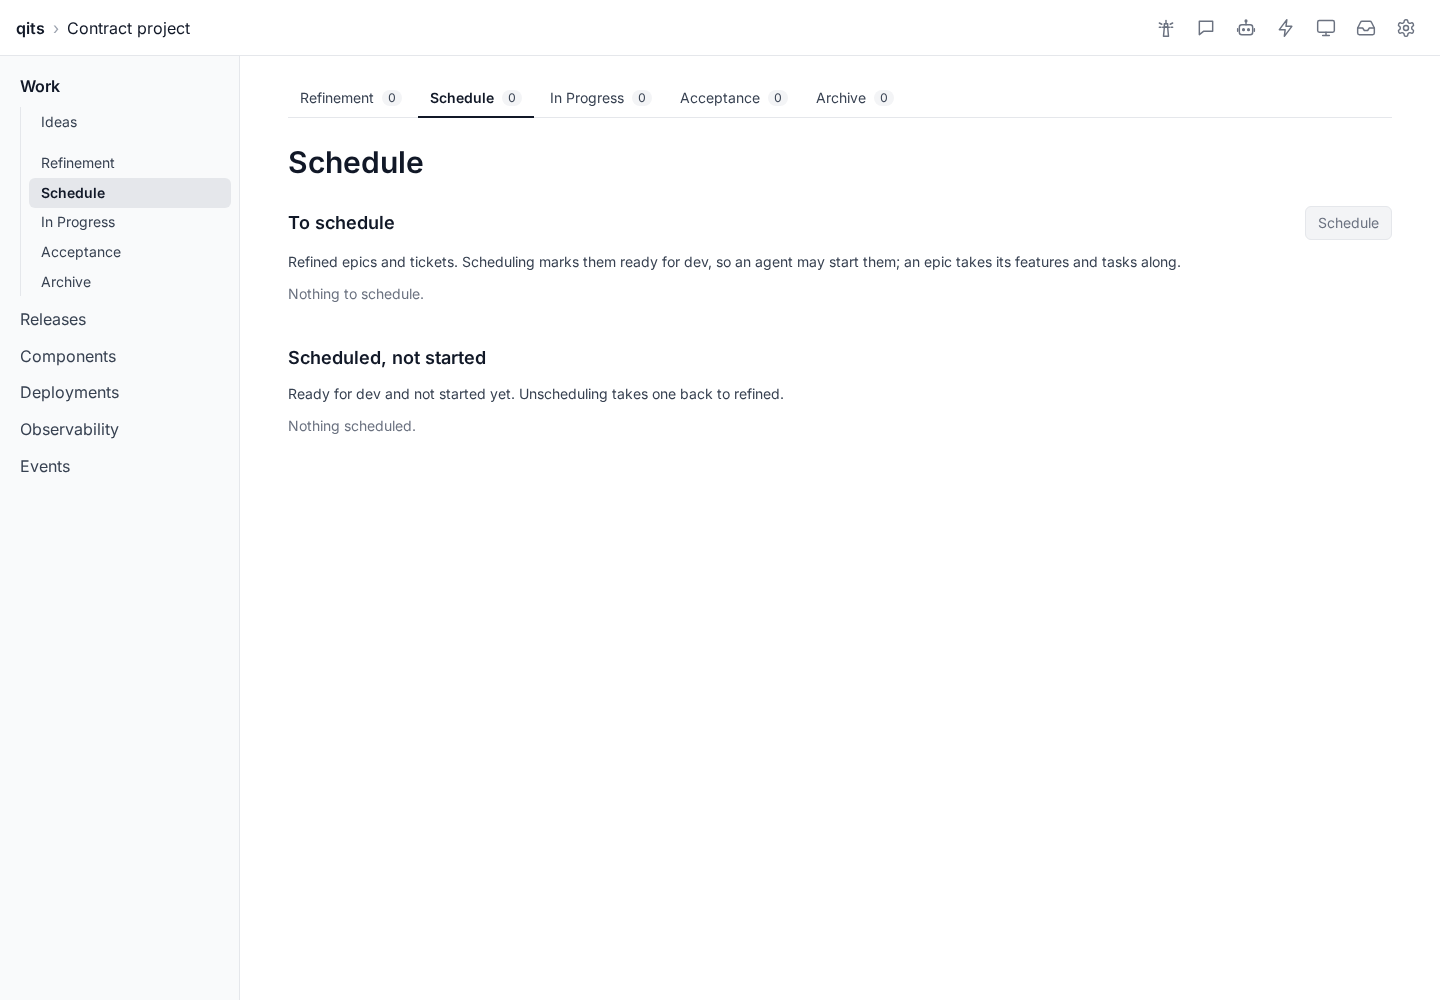 qits › Contract project
Work
Ideas
Refinement
Schedule
In Progress
Acceptance
Archive
Releases
Components
Deployments
Observability
Events
Refinement 0 Schedule 0 In Progress 0 Acceptance 0 Archive 0
Schedule
To schedule
Schedule
Refined epics and tickets. Scheduling marks them ready for dev, so an agent may start them; an epic takes its features and tasks along.
Nothing to schedule.
Scheduled, not started
Ready for dev and not started yet. Unscheduling takes one back to refined.
Nothing scheduled.